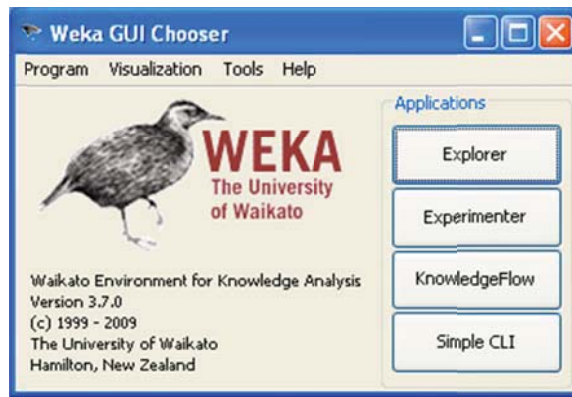 Weka GUI Chooser
Program Visualization Tools Help
WEKA
The University
of Waikato
Waikato Environment for Knowledge Analysis
Version 3.7.0
(c) 1999 - 2009
The University of Waikato
Hamilton, New Zealand
Applications
Explorer
Experimenter
KnowledgeFlow
Simple CLI